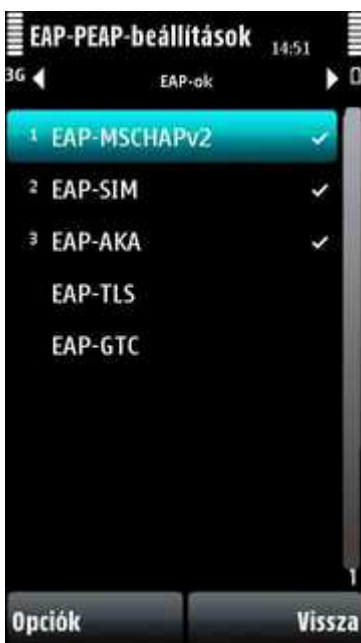 EAP-PEAP-beállítások 14:51
3G EAP-ok
1 EAP-MSCHAPv2
2 EAP-SIM
3 EAP-AKA
EAP-TLS
EAP-GTC
Opciók Vissza